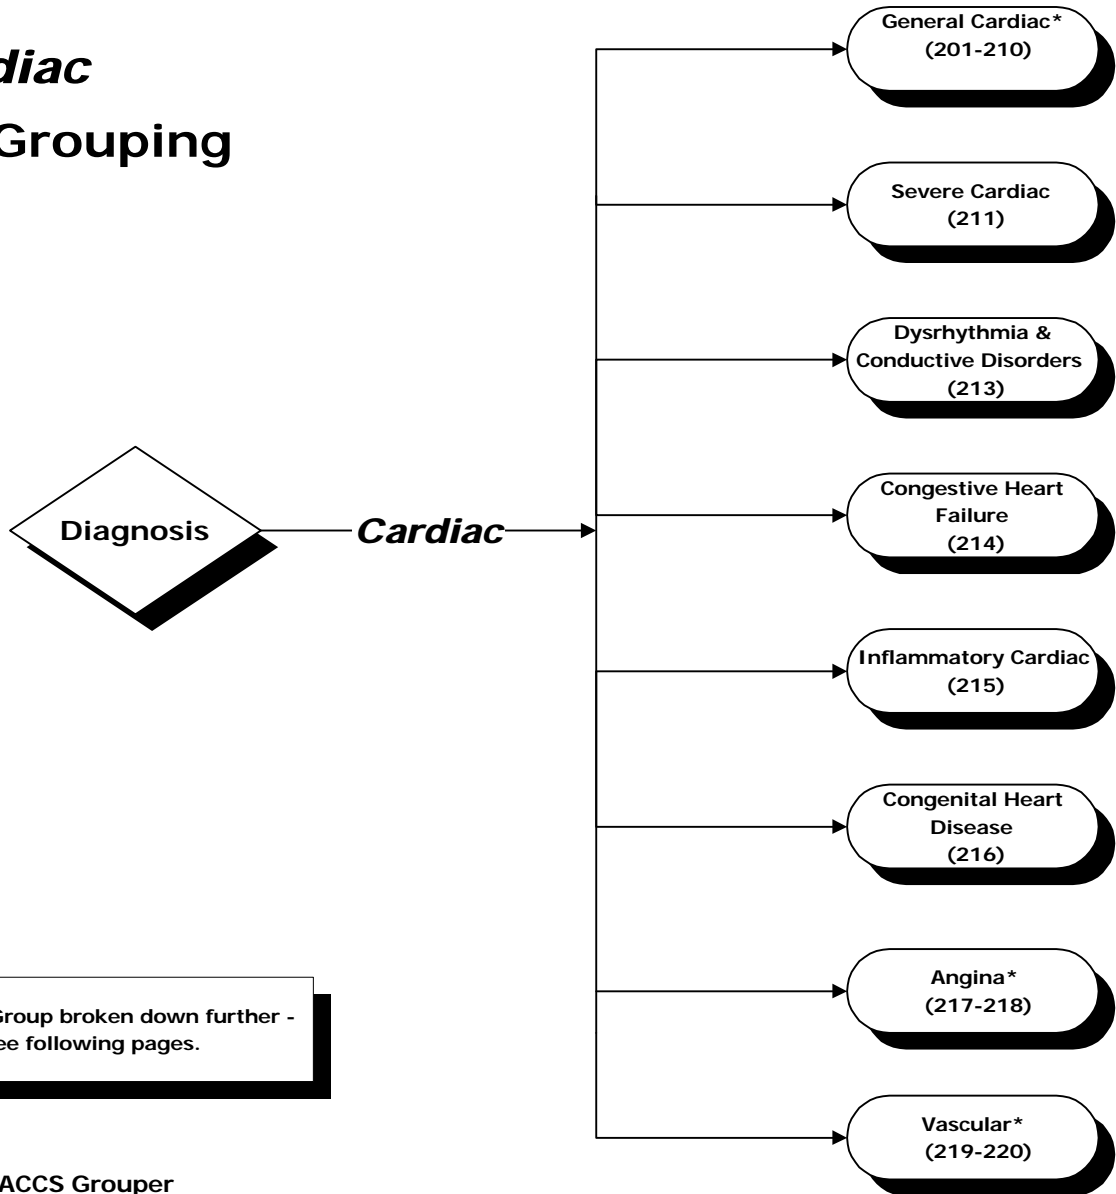 diac
Grouping
General Cardiac*
(201-210)
Severe Cardiac
(211)
Dysrhythmia &
Conductive Disorders
(213)
Diagnosis
Cardiac
Congestive Heart
Failure
(214)
Inflammatory Cardiac
(215)
Congenital Heart
Disease
(216)
Angina*
(217-218)
Group broken down further -
ee following pages.
Vascular*
(219-220)
ACCS Grouper